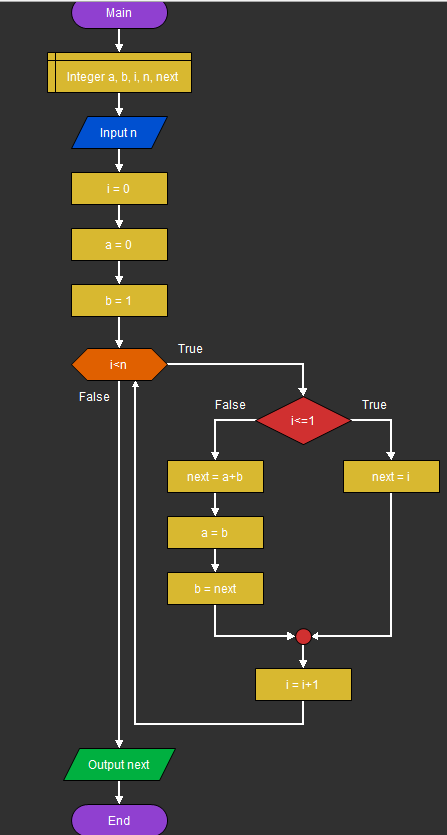 Main
Integer a, b, i, n, next
Input n
i = 0
a = 0
b = 1
i<n
True
False
i<=1
False
True
next = a+b
next = i
a = b
b = next
i = i+1
Output next
End